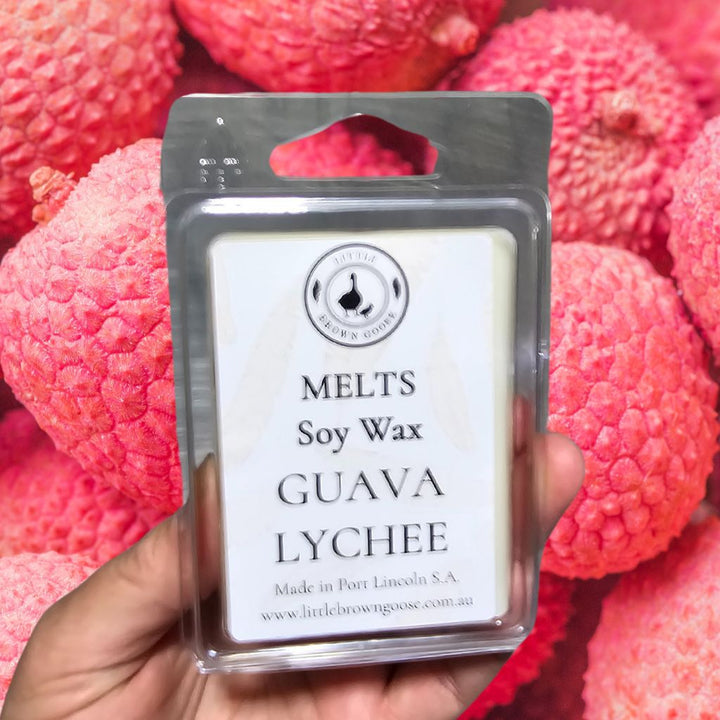 LITTLE
BROWN GOOSE
MELTS
Soy Wax
GUAVA
LYCHEE
Made in Port Lincoln S.A.
www.littlebrowngoose.com.au